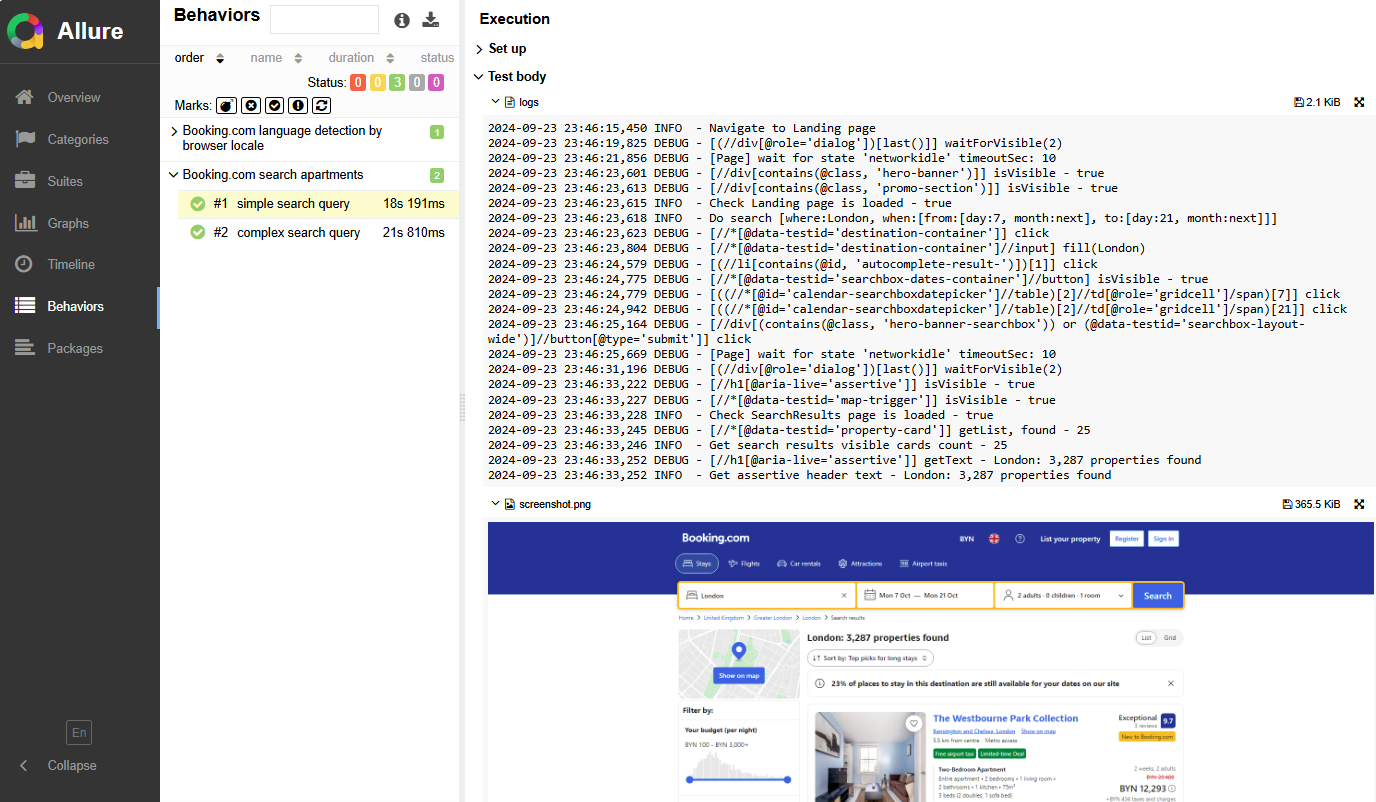 Allure
Overview
Categories
Suites
Graphs
Timeline
Behaviors
Packages
En
Collapse
Behaviors
order name duration status
Status: 0 0 3 0 0
Marks:
Booking.com language detection by
browser locale
1
Booking.com search apartments 2
#1 simple search query 18s 191ms
#2 complex search query 21s 810ms
Execution
Set up
Test body
logs 2.1 KiB
2024-09-23 23:46:15,450 INFO  - Navigate to Landing page
2024-09-23 23:46:19,825 DEBUG - [(//div[@role='dialog'])[last()]] waitForVisible(2)
2024-09-23 23:46:21,856 DEBUG - [Page] wait for state 'networkidle' timeoutSec: 10
2024-09-23 23:46:23,601 DEBUG - [//div[contains(@class, 'hero-banner')]] isVisible - true
2024-09-23 23:46:23,613 DEBUG - [//div[contains(@class, 'promo-section')]] isVisible - true
2024-09-23 23:46:23,615 INFO  - Check Landing page is loaded - true
2024-09-23 23:46:23,618 INFO  - Do search [where:London, when:[from:[day:7, month:next], to:[day:21, month:next]]]
2024-09-23 23:46:23,623 DEBUG - [//*[@data-testid='destination-container']] click
2024-09-23 23:46:23,804 DEBUG - [//*[@data-testid='destination-container']//input] fill(London)
2024-09-23 23:46:24,579 DEBUG - [(//li[contains(@id, 'autocomplete-result-')])[1]] click
2024-09-23 23:46:24,775 DEBUG - [//*[@data-testid='searchbox-dates-container']//button] isVisible - true
2024-09-23 23:46:24,779 DEBUG - [((//*[@id='calendar-searchboxdatepicker']//table)[2]//td[@role='gridcell']/span)[7]] click
2024-09-23 23:46:24,942 DEBUG - [((//*[@id='calendar-searchboxdatepicker']//table)[2]//td[@role='gridcell']/span)[21]] click
2024-09-23 23:46:25,164 DEBUG - [//div[(contains(@class, 'hero-banner-searchbox')) or (@data-testid='searchbox-layout-
wide')]//button[@type='submit']] click
2024-09-23 23:46:25,669 DEBUG - [Page] wait for state 'networkidle' timeoutSec: 10
2024-09-23 23:46:31,196 DEBUG - [(//div[@role='dialog'])[last()]] waitForVisible(2)
2024-09-23 23:46:33,222 DEBUG - [//h1[@aria-live='assertive']] isVisible - true
2024-09-23 23:46:33,227 DEBUG - [//*[@data-testid='map-trigger']] isVisible - true
2024-09-23 23:46:33,228 INFO  - Check SearchResults page is loaded - true
2024-09-23 23:46:33,245 DEBUG - [//*[@data-testid='property-card']] getList, found - 25
2024-09-23 23:46:33,246 INFO  - Get search results visible cards count - 25
2024-09-23 23:46:33,252 DEBUG - [//h1[@aria-live='assertive']] getText - London: 3,287 properties found
2024-09-23 23:46:33,252 INFO  - Get assertive header text - London: 3,287 properties found
screenshot.png 365.5 KiB
Booking.com BYN List your property Register Sign in
Stays Flights Car rentals Attractions Airport taxis
London Mon 7 Oct — Mon 21 Oct 2 adults · 0 children · 1 room Search
Home > United Kingdom > Greater London > London > Search results
Show on map
London: 3,287 properties found List Grid
Sort by: Top picks for long stays
23% of places to stay in this destination are still available for your dates on our site
Filter by:
Your budget (per night)
BYN 100 – BYN 3,000+
The Westbourne Park Collection Exceptional 9.7
3 reviews
Kensington and Chelsea, London Show on map
New to Booking.com
5.5 km from centre Metro access
Free airport taxi Limited-time Deal
Two-Bedroom Apartment 2 weeks, 2 adults
Entire apartment • 2 bedrooms • 1 living room •
2 bathrooms • 1 kitchen • 75m² BYN 12,293
3 beds (2 doubles, 1 sofa bed) + BYN 434 taxes and charges